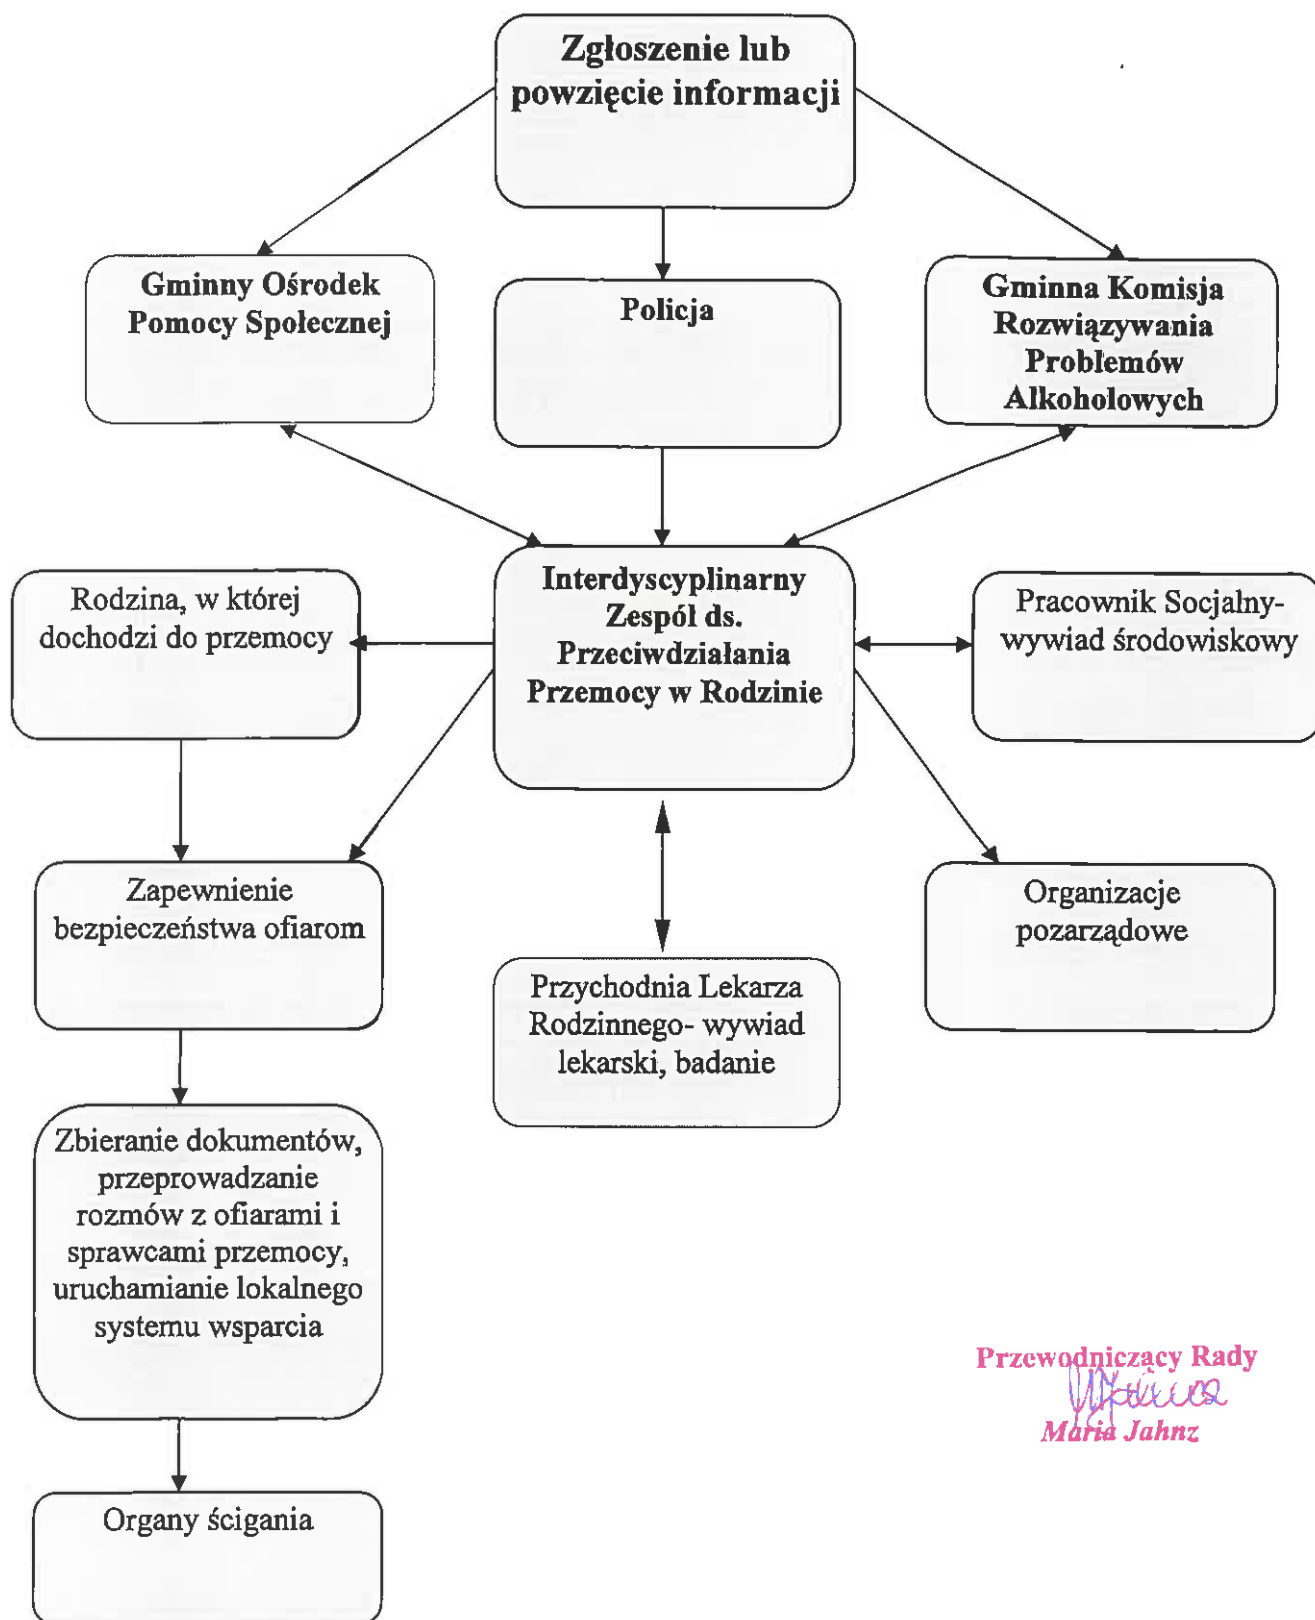 Zgłoszenie lub
powzięcie informacji
Gminny Ośrodek
Pomocy Społecznej
Policja
Gminna Komisja
Rozwiązywania
Problemów
Alkoholowych
Rodzina, w której
dochodzi do przemocy
Interdyscyplinarny
Zespól ds.
Przeciwdziałania
Przemocy w Rodzinie
Pracownik Socjalny-
wywiad środowiskowy
Zapewnienie
bezpieczeństwa ofiarom
Przychodnia Lekarza
Rodzinnego- wywiad
lekarski, badanie
Organizacje
pozarządowe
Zbieranie dokumentów,
przeprowadzanie
rozmów z ofiarami i
sprawcami przemocy,
uruchamianie lokalnego
systemu wsparcia
Organy ścigania
Przewodniczący Rady
Maria Jahnz